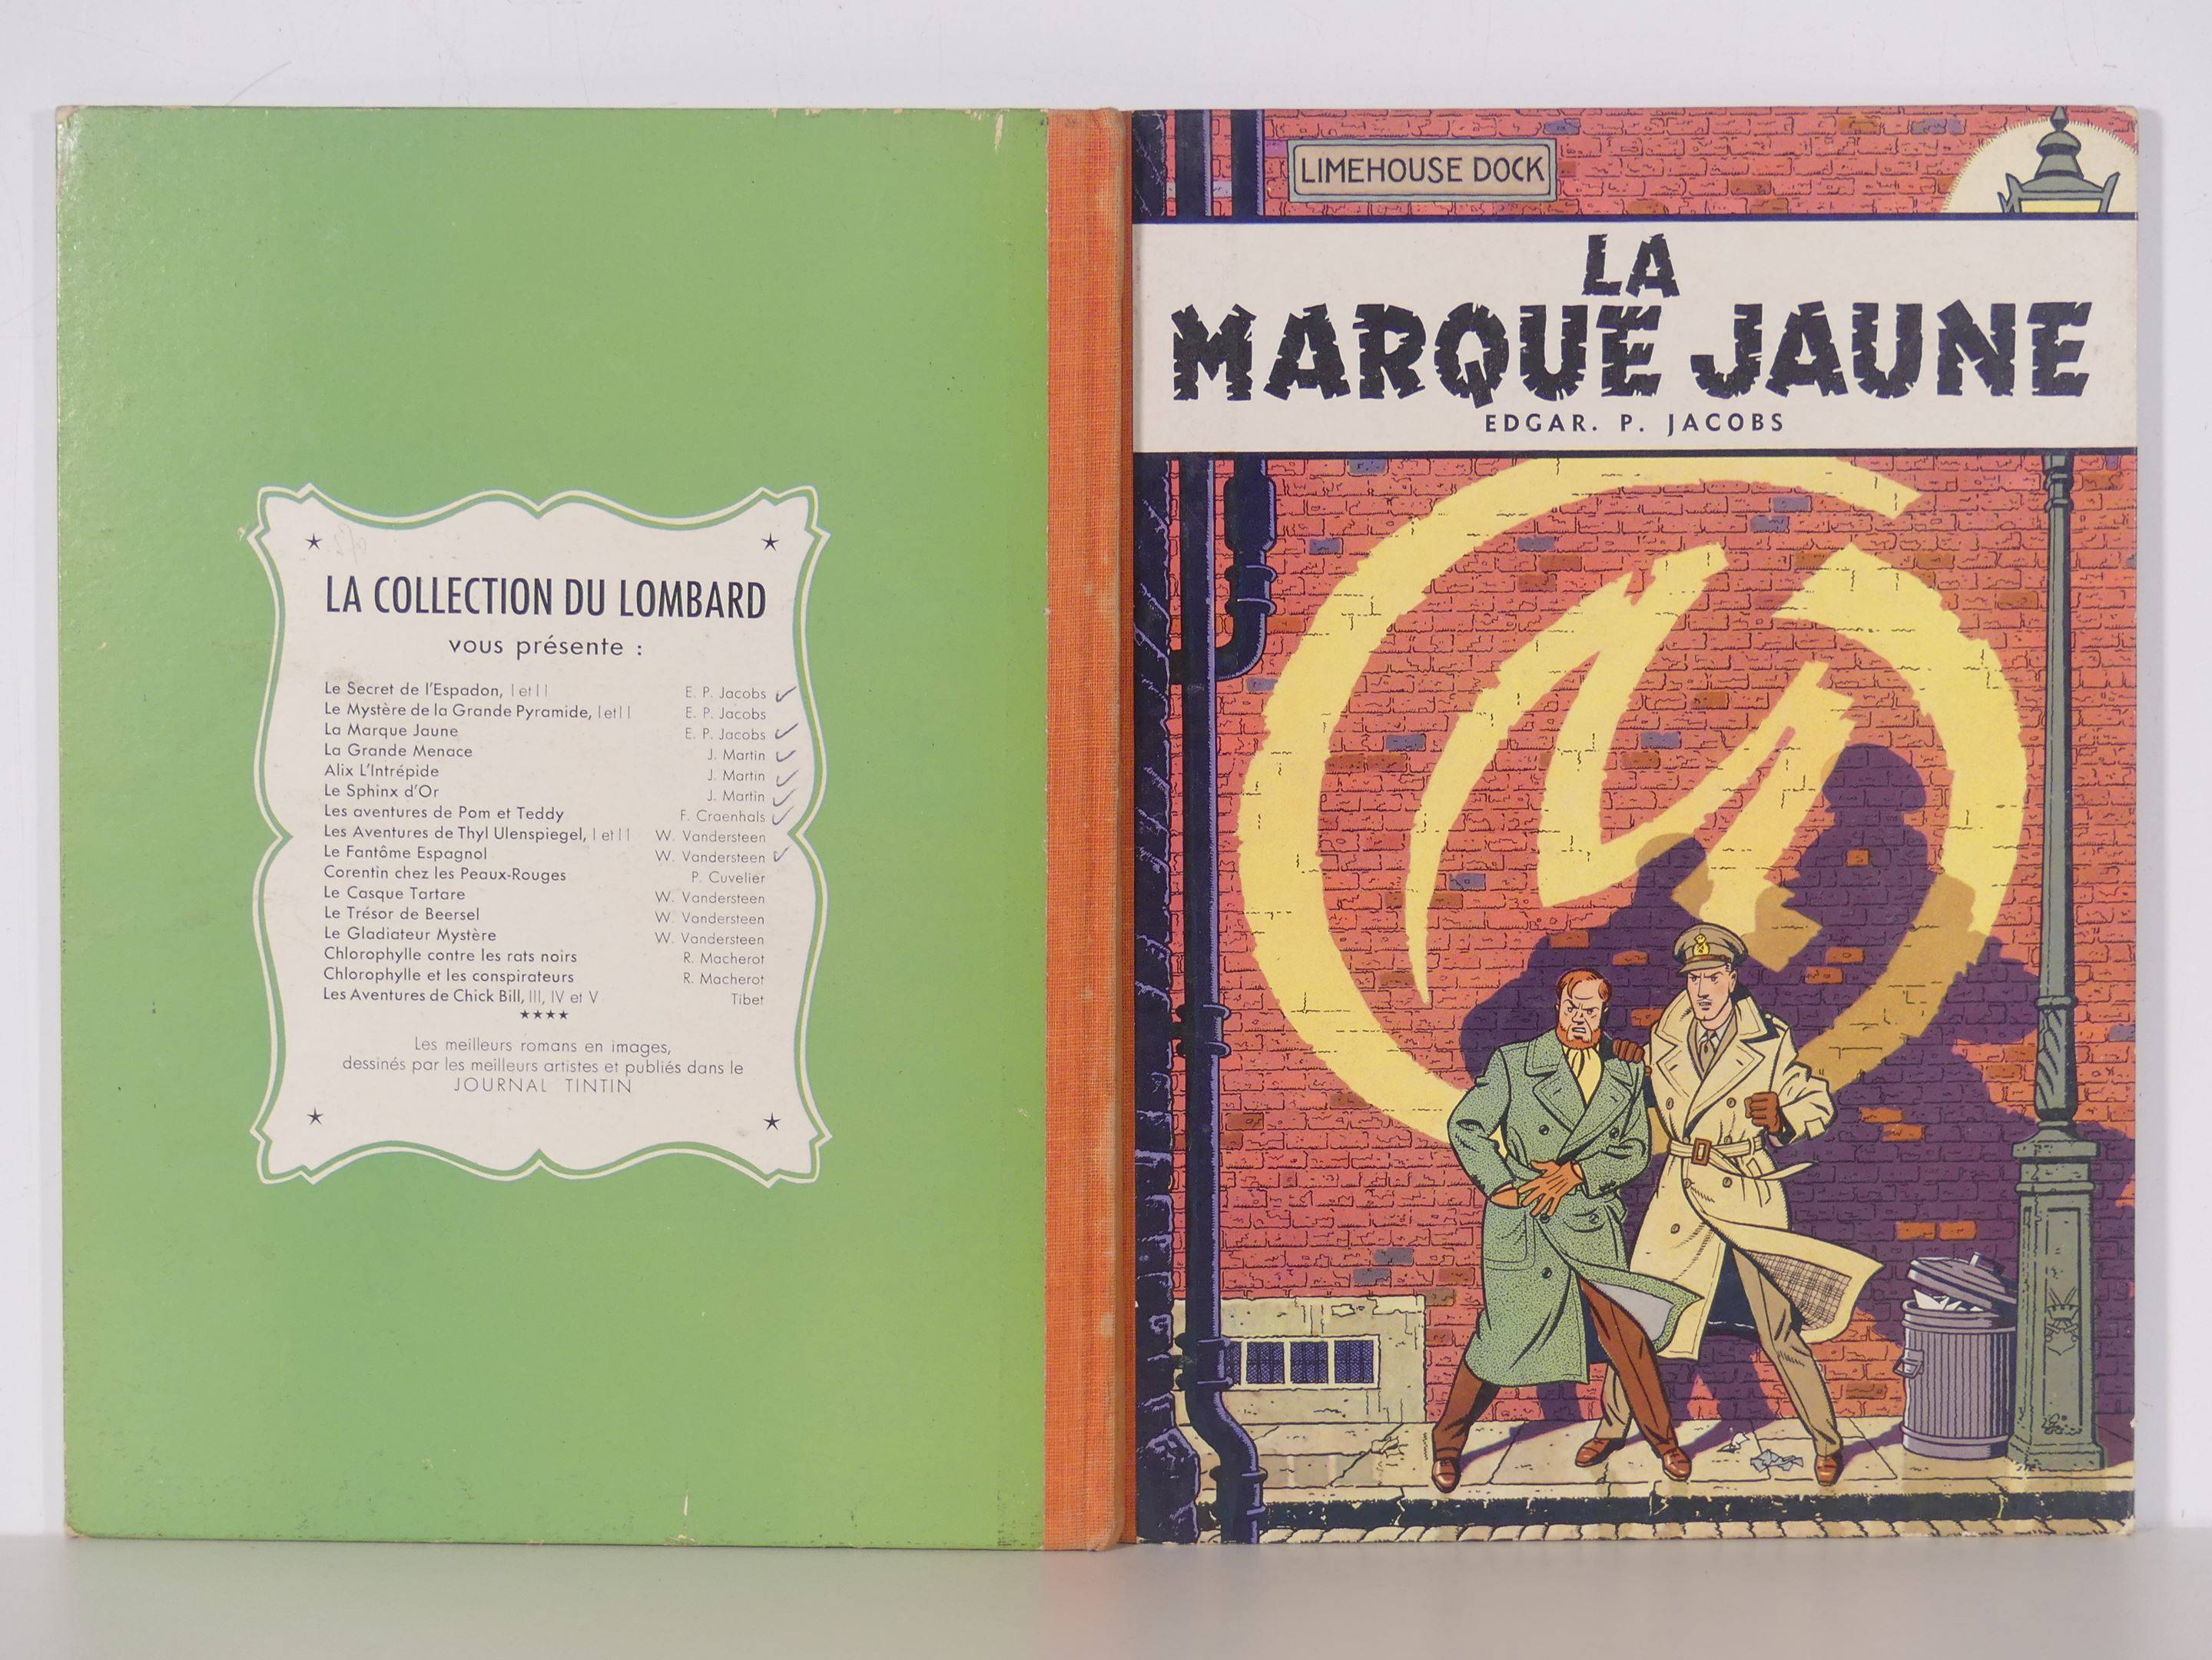 LA COLLECTION DU LOMBARD
vous présente :
Le Secret de l'Espadon, I et II E. P. Jacobs ✓
Le Mystère de la Grande Pyramide, I et II E. P. Jacobs
La Marque Jaune E. P. Jacobs ✓
La Grande Menace J. Martin ✓
Alix L'Intrépide J. Martin ✓
Le Sphinx d'Or J. Martin ✓
Les aventures de Pom et Teddy F. Craenhals ✓
Les Aventures de Thyl Ulenspiegel, I et II W. Vandersteen
Le Fantôme Espagnol W. Vandersteen ✓
Corentin chez les Peaux-Rouges P. Cuvelier
Le Casque Tartare W. Vandersteen
Le Trésor de Beersel W. Vandersteen
Le Gladiateur Mystère W. Vandersteen
Chlorophylle contre les rats noirs R. Macherot
Chlorophylle et les conspirateurs R. Macherot
Les Aventures de Chick Bill, III, IV et V Tibet
★★★★
Les meilleurs romans en images,
dessinés par les meilleurs artistes et publiés dans le
JOURNAL TINTIN
LIMEHOUSE DOCK
LA
MARQUE JAUNE
EDGAR. P. JACOBS